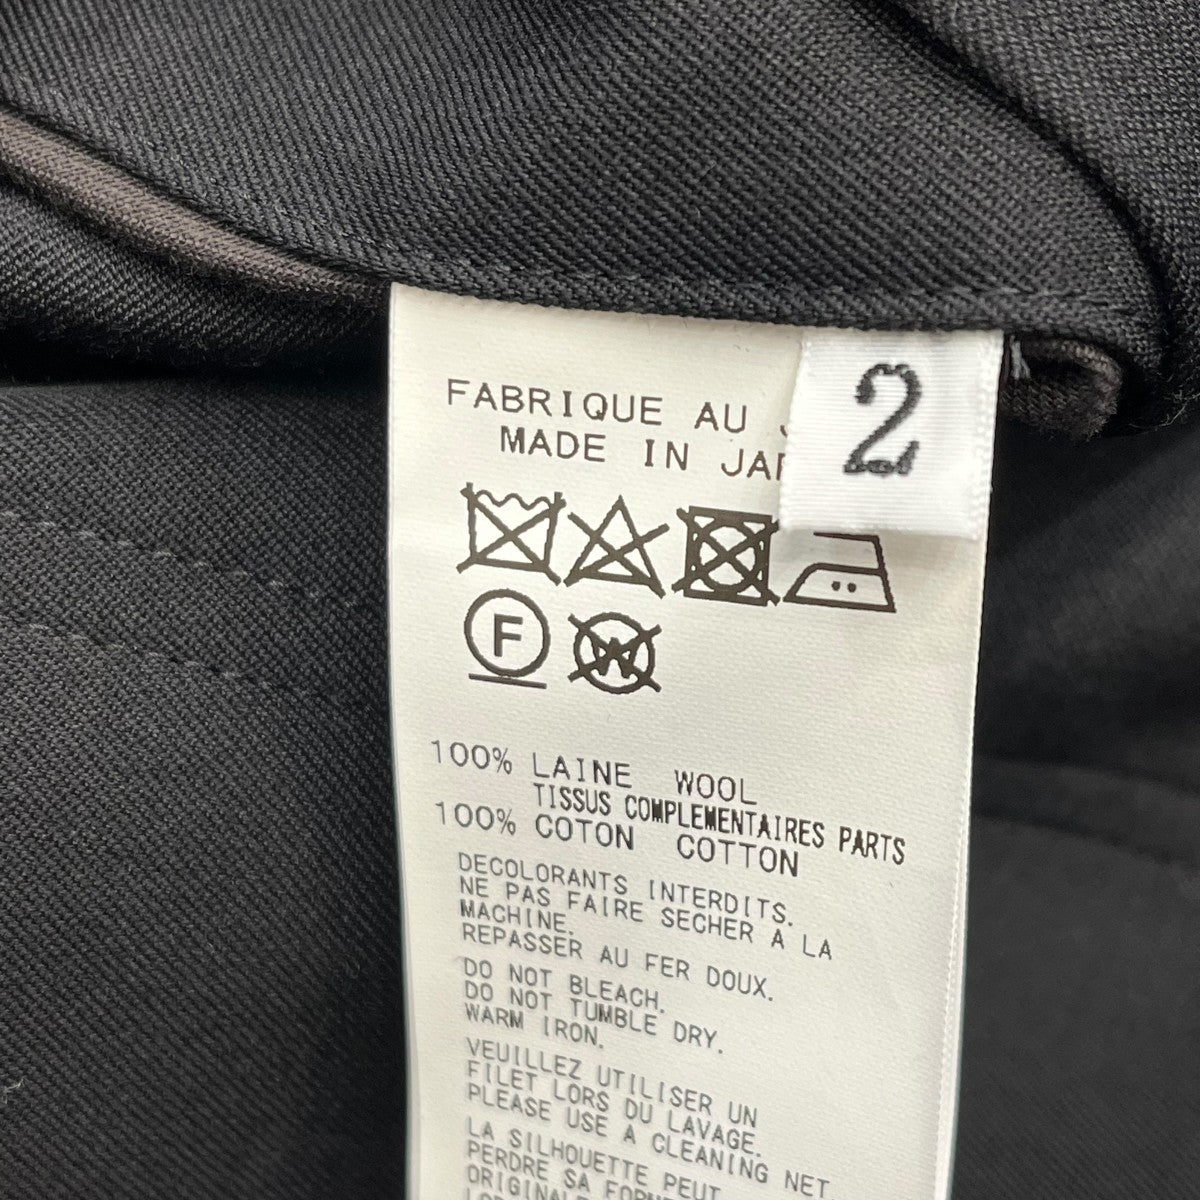 FABRIQUE AU
MADE IN
2
F
W
100% LAINE WOOL
TISSUS COMPLEMENTAIRES PARTS
100% COTON COTTON
DECOLORANTS INTERDITS.
NE PAS FAIRE SECHER A LA
MACHINE.
REPASSER AU FER DOUX.
DO NOT BLEACH.
DO NOT TUMBLE DRY.
WARM IRON.
VEUILLEZ UTILISER UN
FILET LORS DU LAVAGE.
PLEASE USE A CLEANING NET.
LA SILHOUETTE PEUT
PERDRE SA